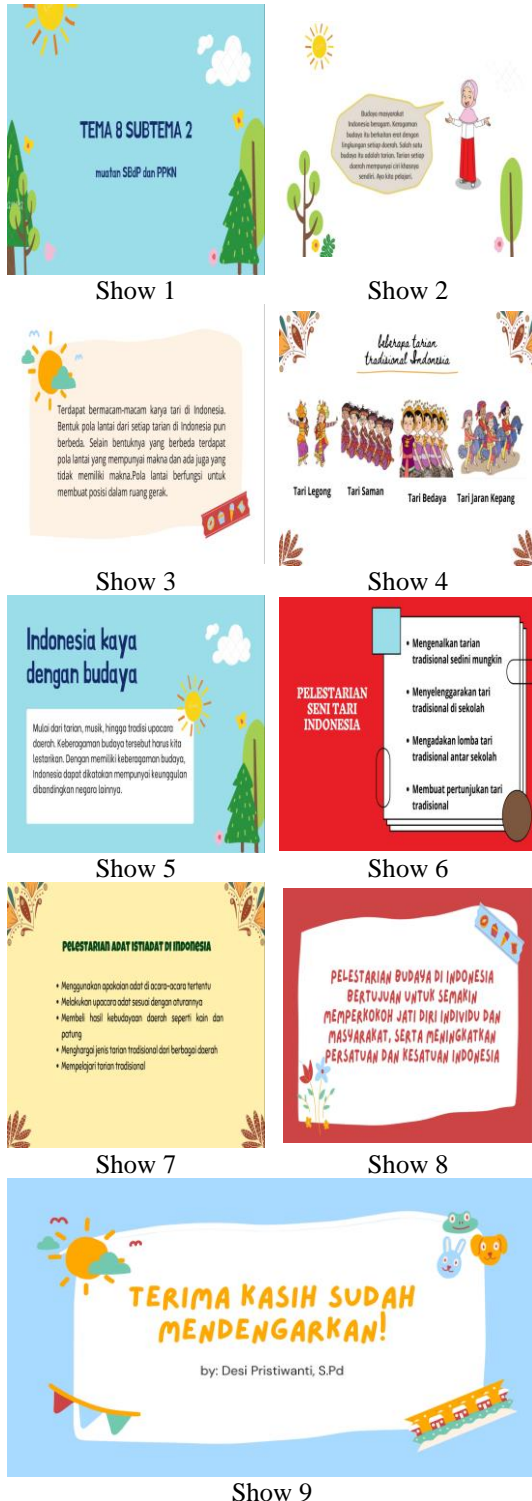 TEMA 8 SUBTEMA 2
muatan SBdP dan PPKN
Show 1
Budaya masyarakat
Indonesia beragam. Keragaman
budaya itu berkaitan erat dengan
lingkungan setiap daerah. Salah satu
budaya itu adalah tarian. Tarian setiap
daerah mempunyai ciri khasnya
sendiri. Ayo kita pelajari.
Show 2
Terdapat bermacam-macam karya tari di Indonesia.
Bentuk pola lantai dari setiap tarian di Indonesia pun
berbeda. Selain bentuknya yang berbeda terdapat
pola lantai yang mempunyai makna dan ada juga yang
tidak memiliki makna.Pola lantai berfungsi untuk
membuat posisi dalam ruang gerak.
Show 3
beberapa tarian
tradisional Indonesia
Tari Legong
Tari Saman
Tari Bedaya
Tari Jaran Kepang
Show 4
Indonesia kaya
dengan budaya
Mulai dari tarian, musik, hingga tradisi upacara
daerah. Keberagaman budaya tersebut harus kita
lestarikan. Dengan memiliki keberagaman budaya,
Indonesia dapat dikatakan mempunyai keunggulan
dibandingkan negara lainnya.
Show 5
PELESTARIAN
SENI TARI
INDONESIA
• Mengenalkan tarian
tradisional sedini mungkin
• Menyelenggarakan tari
tradisional di sekolah
• Mengadakan lomba tari
tradisional antar sekolah
• Membuat pertunjukan tari
tradisional
Show 6
PELESTARIAN ADAT ISTIADAT DI INDONESIA
• Menggunakan apakaian adat di acara-acara tertentu
• Melakukan upacara adat sesuai dengan aturannya
• Membeli hasil kebudayaan daerah seperti kain dan
patung
• Menghargai jenis tarian tradisional dari berbagai daerah
• Mempelajari tarian tradisional
Show 7
PELESTARIAN BUDAYA DI INDONESIA
BERTUJUAN UNTUK SEMAKIN
MEMPERKOKOH JATI DIRI INDIVIDU DAN
MASYARAKAT, SERTA MENINGKATKAN
PERSATUAN DAN KESATUAN INDONESIA
Show 8
TERIMA KASIH SUDAH
MENDENGARKAN!
by: Desi Pristiwanti, S.Pd
Show 9